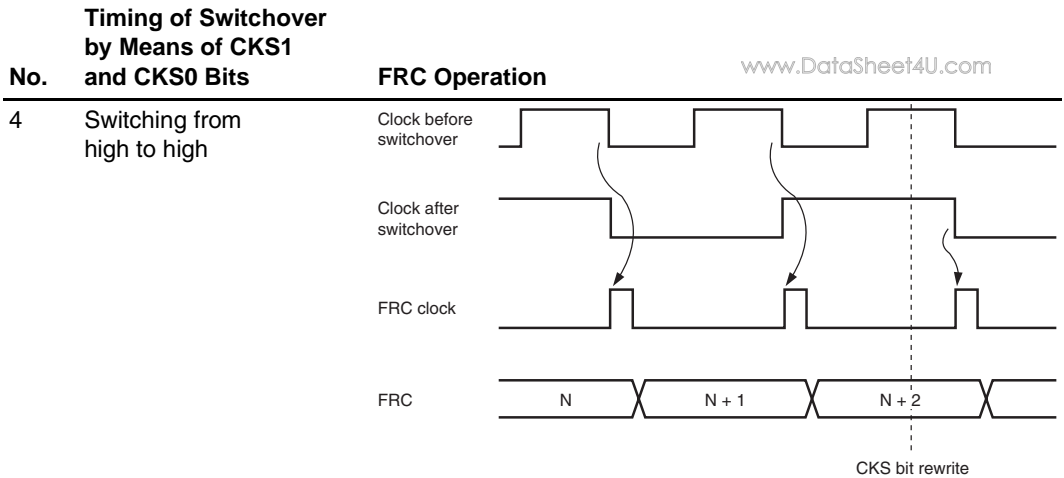 Timing of Switchover
by Means of CKS1
No. and CKS0 Bits FRC Operation
www.DataSheet4U.com
4 Switching from
high to high
Clock before
switchover
Clock after
switchover
FRC clock
FRC N N + 1 N + 2
CKS bit rewrite